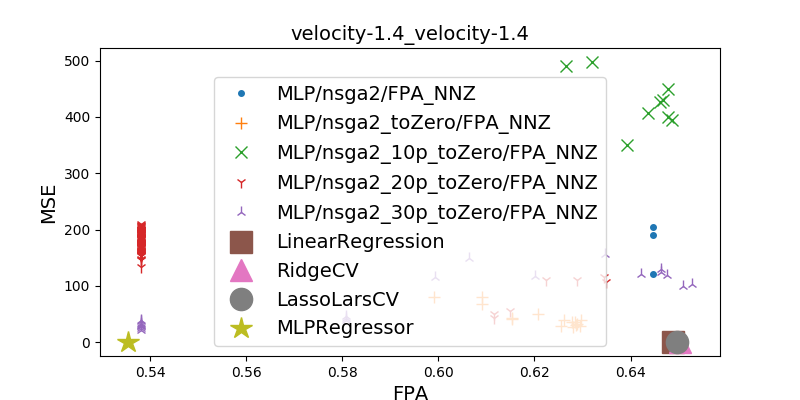 velocity-1.4_velocity-1.4
500
400
300
200
100
0
MSE
MLP/nsga2/FPA_NNZ
MLP/nsga2_toZero/FPA_NNZ
MLP/nsga2_10p_toZero/FPA_NNZ
MLP/nsga2_20p_toZero/FPA_NNZ
MLP/nsga2_30p_toZero/FPA_NNZ
LinearRegression
RidgeCV
LassoLarsCV
MLPRegressor
0.54 0.56 0.58 0.60 0.62 0.64
FPA